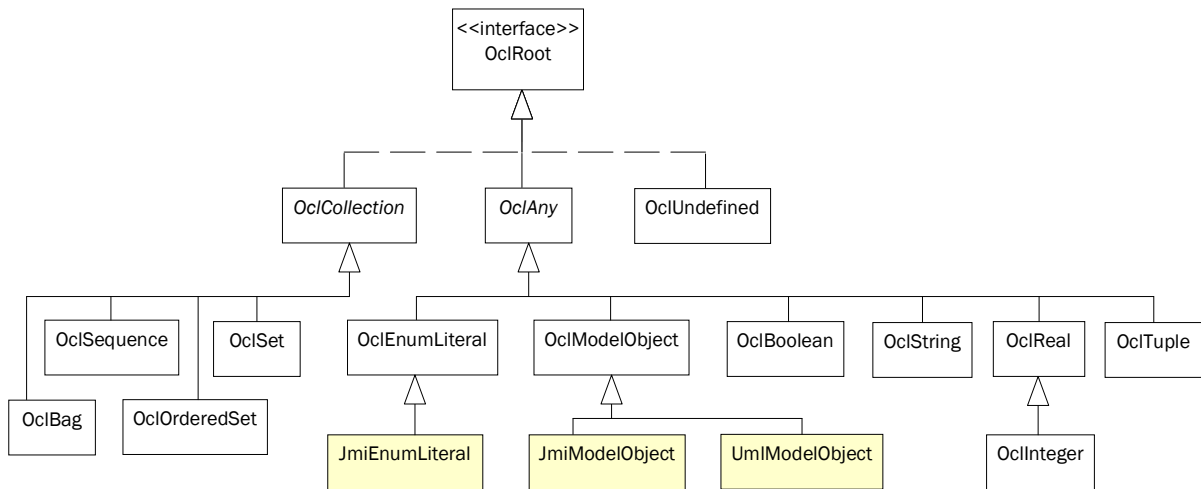 <<interface>>
OclRoot
OclCollection
OclAny
OclUndefined
OclSequence
OclSet
OclEnumLiteral
OclModelObject
OclBoolean
OclString
OclReal
OclTuple
OclBag
OclOrderedSet
JmiEnumLiteral
JmiModelObject
UmlModelObject
OclInteger